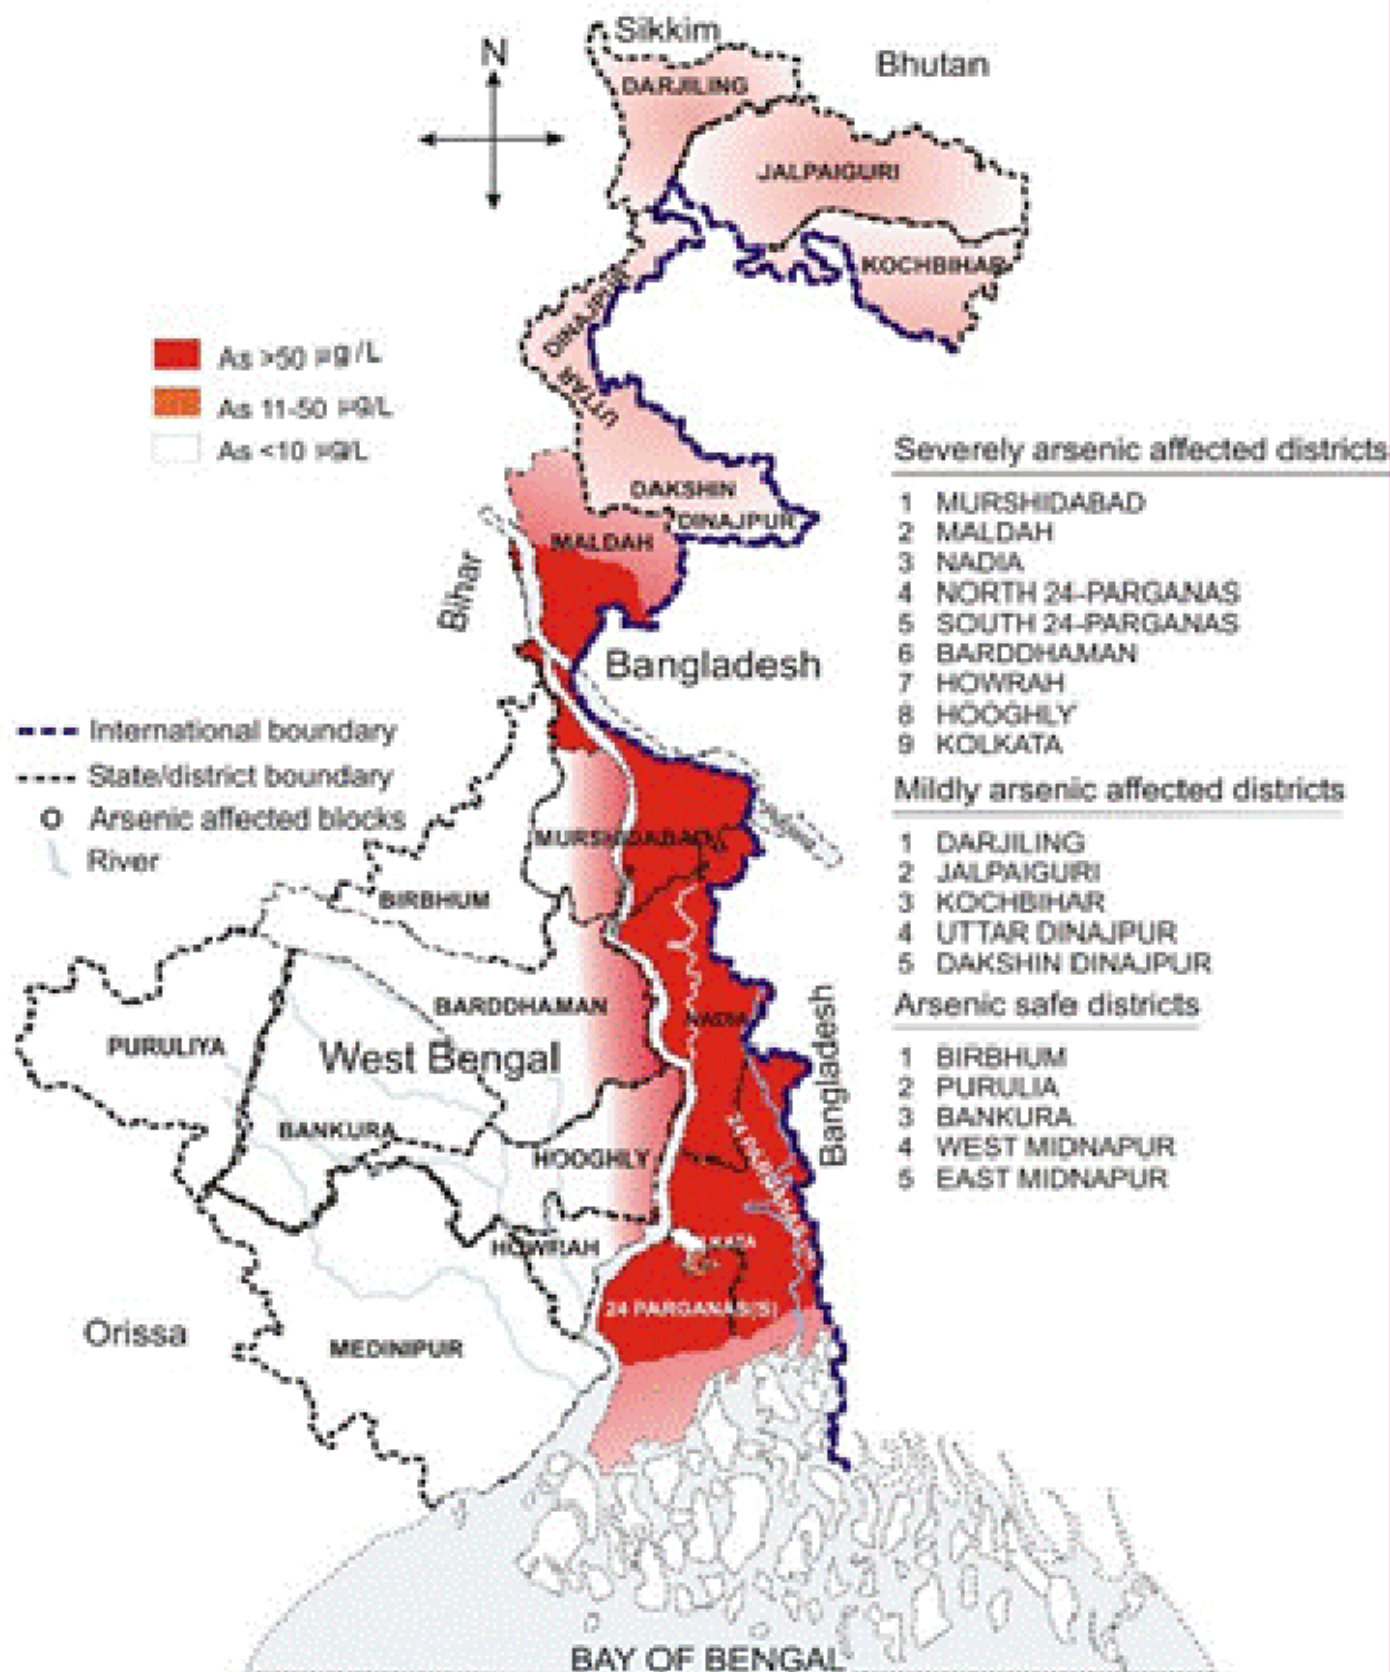 Sikkim
N
Bhutan
DARJILING
JALPAIGURI
KOCHBIHAR
UTTAR DINAJPUR
As >50 µg/L
As 11-50 µg/L
As <10 µg/L
DAKSHIN
DINAJPUR
MALDAH
Bihar
Bangladesh
International boundary
State/district boundary
Arsenic affected blocks
River
MURSHIDABAD
BIRBHUM
BARDDHAMAN
NADIA
PURULIYA
West Bengal
Bangladesh
BANKURA
HOOGHLY
HOWRAH
24 PARGANAS(S)
Orissa
MEDINIPUR
BAY OF BENGAL
Severely arsenic affected districts
1 MURSHIDABAD
2 MALDAH
3 NADIA
4 NORTH 24-PARGANAS
5 SOUTH 24-PARGANAS
6 BARDDHAMAN
7 HOWRAH
8 HOOGHLY
9 KOLKATA
Mildly arsenic affected districts
1 DARJILING
2 JALPAIGURI
3 KOCHBIHAR
4 UTTAR DINAJPUR
5 DAKSHIN DINAJPUR
Arsenic safe districts
1 BIRBHUM
2 PURULIA
3 BANKURA
4 WEST MIDNAPUR
5 EAST MIDNAPUR